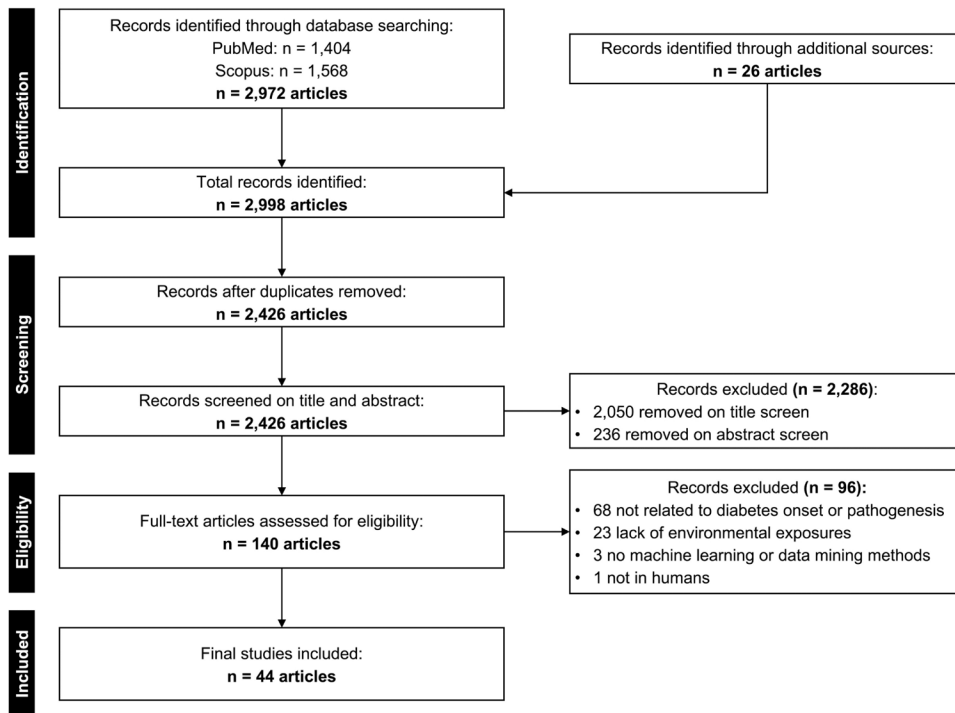 Identification
Records identified through database searching:
PubMed: n = 1,404
Scopus: n = 1,568
n = 2,972 articles
Records identified through additional sources:
n = 26 articles
Total records identified:
n = 2,998 articles
Screening
Records after duplicates removed:
n = 2,426 articles
Records screened on title and abstract:
n = 2,426 articles
Records excluded (n = 2,286):
• 2,050 removed on title screen
• 236 removed on abstract screen
Eligibility
Full-text articles assessed for eligibility:
n = 140 articles
Records excluded (n = 96):
• 68 not related to diabetes onset or pathogenesis
• 23 lack of environmental exposures
• 3 no machine learning or data mining methods
• 1 not in humans
Included
Final studies included:
n = 44 articles